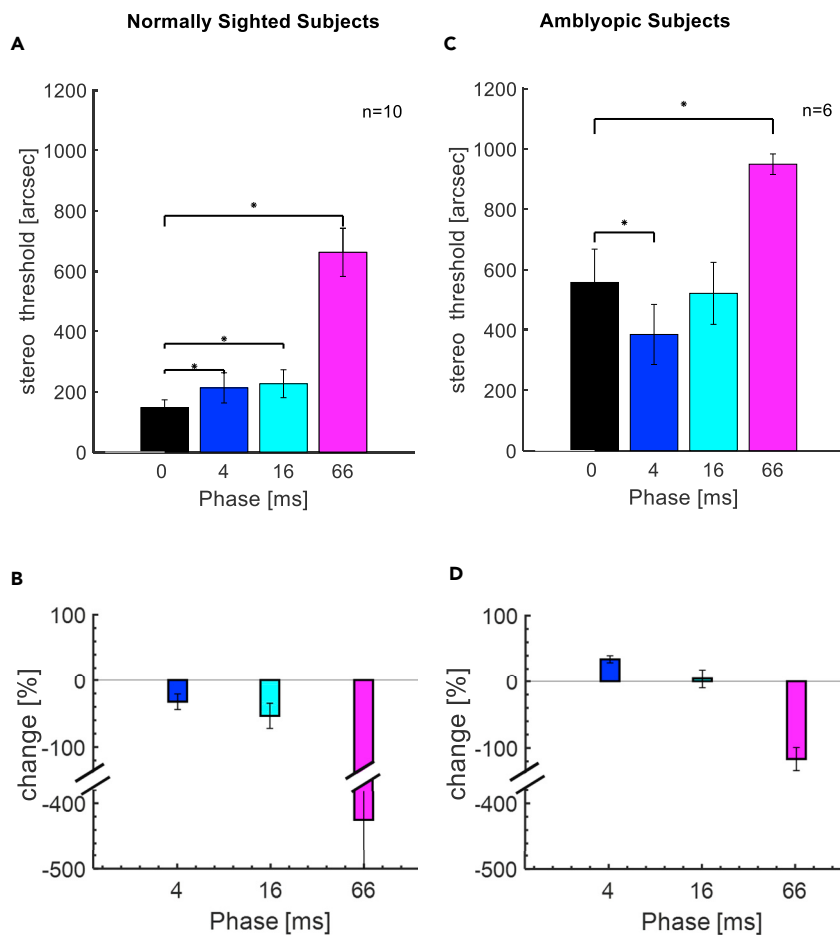 Normally Sighted Subjects
Amblyopic Subjects
A
C
1200
1000
800
600
400
200
0
stereo threshold [arcsec]
n=10
*
*
*
0 4 16 66
Phase [ms]
1200
1000
800
600
400
200
0
stereo threshold [arcsec]
n=6
*
*
0 4 16 66
Phase [ms]
B
D
100
0
-100
-400
-500
change [%]
4 16 66
Phase [ms]
100
0
-100
-400
-500
change [%]
4 16 66
Phase [ms]